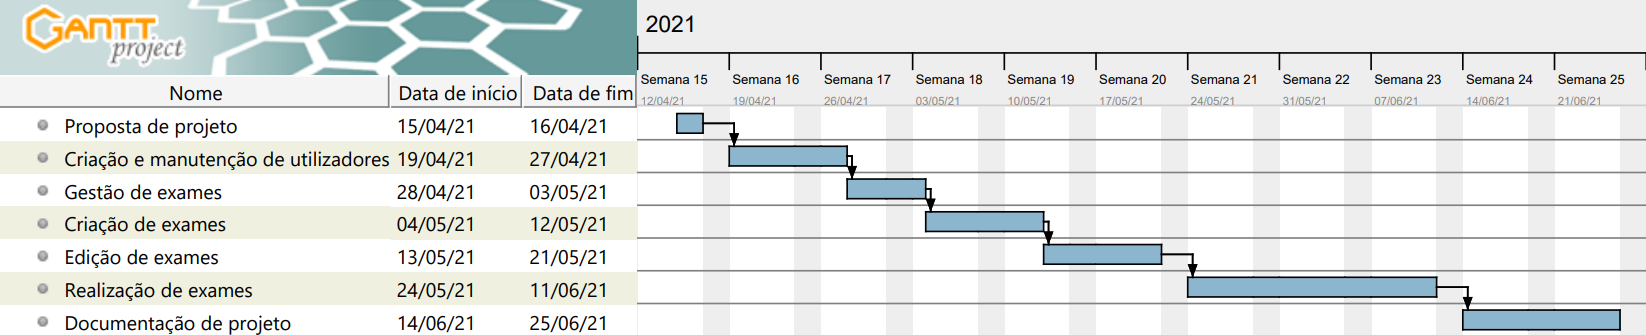 GANTT
project
2021
Semana 15 Semana 16 Semana 17 Semana 18 Semana 19 Semana 20 Semana 21 Semana 22 Semana 23 Semana 24 Semana 25
12/04/21 19/04/21 26/04/21 03/05/21 10/05/21 17/05/21 24/05/21 31/05/21 07/06/21 14/06/21 21/06/21
Nome Data de início Data de fim
Proposta de projeto 15/04/21 16/04/21
Criação e manutenção de utilizadores 19/04/21 27/04/21
Gestão de exames 28/04/21 03/05/21
Criação de exames 04/05/21 12/05/21
Edição de exames 13/05/21 21/05/21
Realização de exames 24/05/21 11/06/21
Documentação de projeto 14/06/21 25/06/21